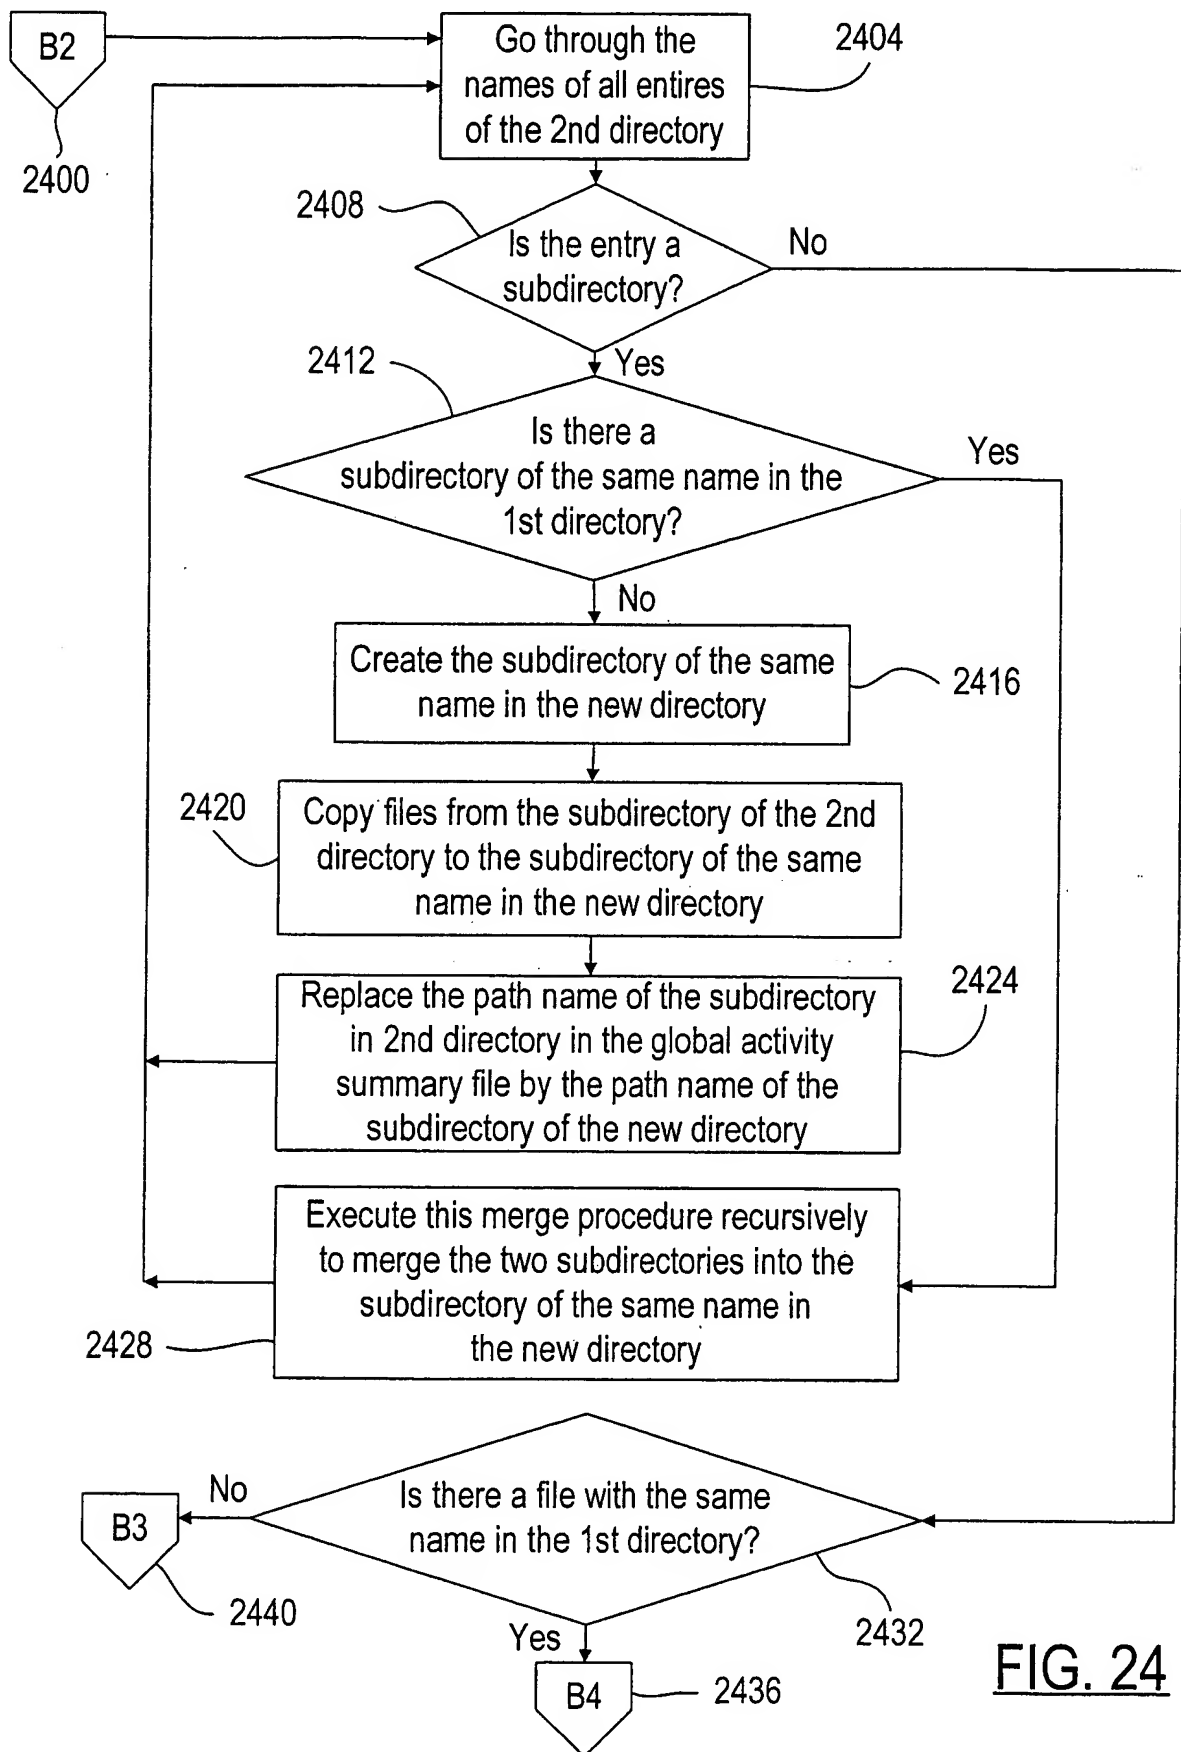 B2
2400
Go through the
names of all entires
of the 2nd directory
2404
2408
Is the entry a
subdirectory?
No
Yes
2412
Is there a
subdirectory of the same name in the
1st directory?
Yes
No
Create the subdirectory of the same
name in the new directory
2416
2420
Copy files from the subdirectory of the 2nd
directory to the subdirectory of the same
name in the new directory
Replace the path name of the subdirectory
in 2nd directory in the global activity
summary file by the path name of the
subdirectory of the new directory
2424
Execute this merge procedure recursively
to merge the two subdirectories into the
subdirectory of the same name in
the new directory
2428
Is there a file with the same
name in the 1st directory?
No
B3
2440
2432
Yes
B4
2436
FIG. 24